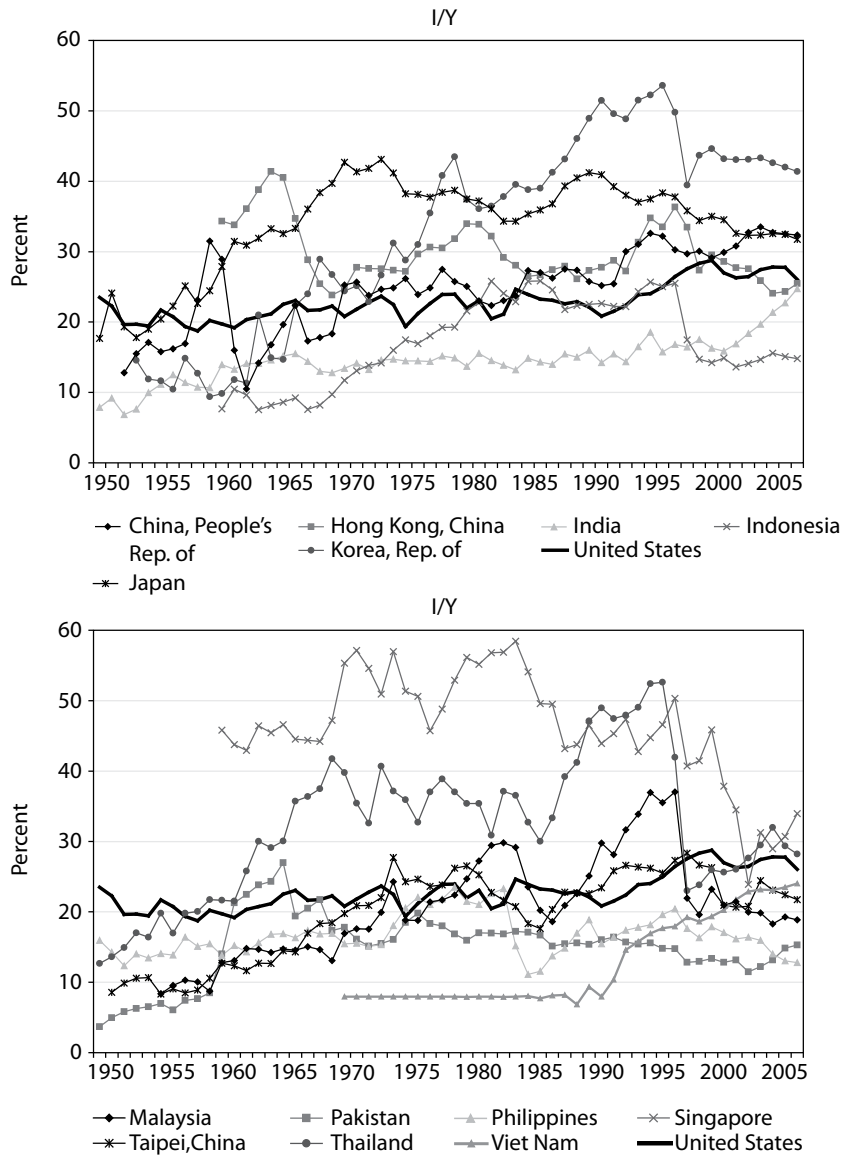 I/Y
60
50
40
30
20
10
0
Percent
1950 1955 1960 1965 1970 1975 1980 1985 1990 1995 2000 2005
China, People's Rep. of
Hong Kong, China
India
Indonesia
Korea, Rep. of
United States
Japan
I/Y
60
50
40
30
20
10
0
Percent
1950 1955 1960 1965 1970 1975 1980 1985 1990 1995 2000 2005
Malaysia
Pakistan
Philippines
Singapore
Taipei,China
Thailand
Viet Nam
United States